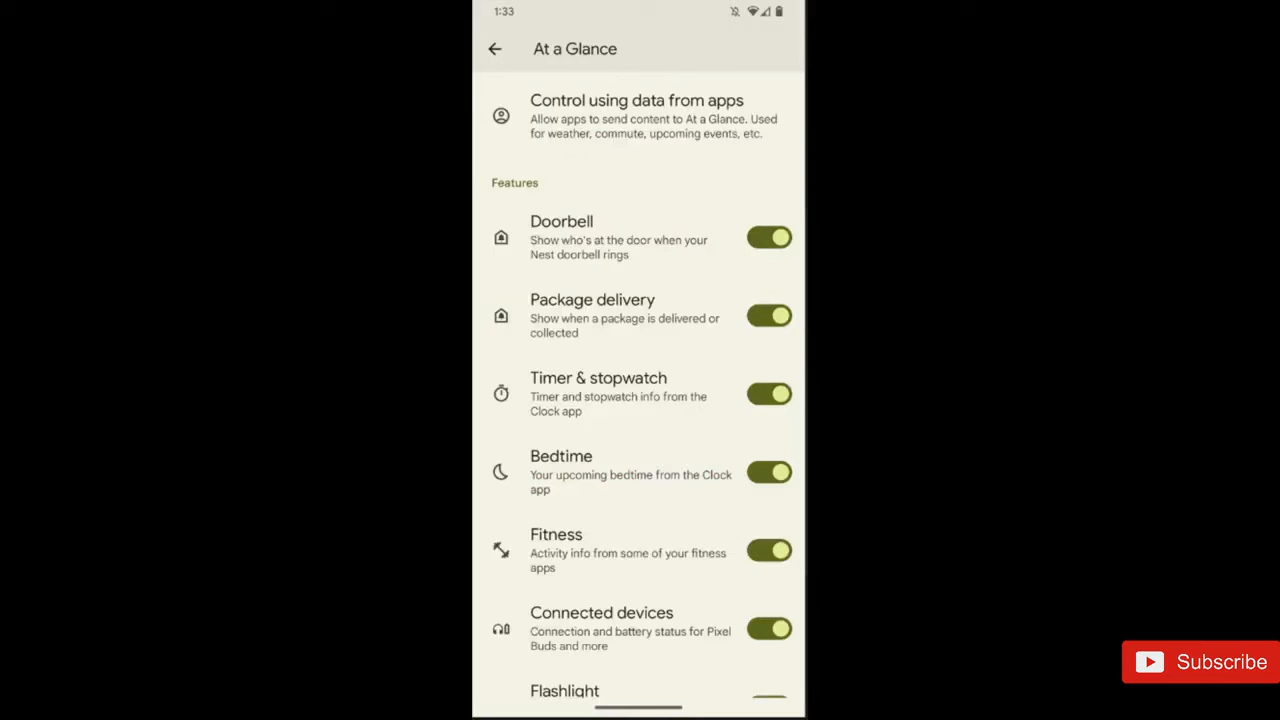 1:33
At a Glance
Control using data from apps
Allow apps to send content to At a Glance. Used
for weather, commute, upcoming events, etc.
Features
Doorbell
Show who's at the door when your
Nest doorbell rings
Package delivery
Show when a package is delivered or
collected
Timer & stopwatch
Timer and stopwatch info from the
Clock app
Bedtime
Your upcoming bedtime from the Clock
app
Fitness
Activity info from some of your fitness
apps
Connected devices
Connection and battery status for Pixel
Buds and more
Flashlight
Subscribe